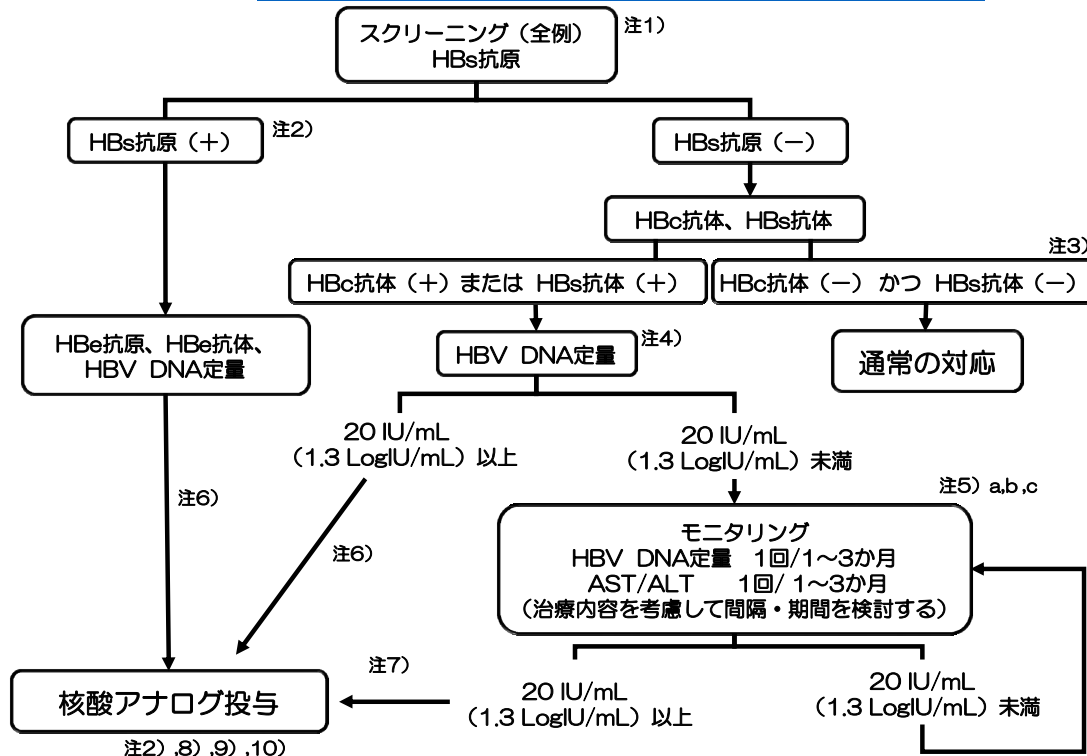 スクリーニング（全例）
HBs抗原
注1）
HBs抗原（＋）
注2）
HBs抗原（－）
HBc抗体、HBs抗体
注3）
HBc抗体（＋）または HBs抗体（＋）
HBc抗体（－） かつ HBs抗体（－）
HBe抗原、HBe抗体、
HBV DNA定量
HBV DNA定量
注4）
通常の対応
20 IU/mL
（1.3 LogIU/mL）以上
20 IU/mL
（1.3 LogIU/mL）未満
注6）
注6）
注5）a,b,c
モニタリング
HBV DNA定量 1回/1～3か月
AST/ALT 1回/ 1～3か月
（治療内容を考慮して間隔・期間を検討する）
注7）
20 IU/mL
（1.3 LogIU/mL）以上
20 IU/mL
（1.3 LogIU/mL）未満
核酸アナログ投与
注2）,8）,9）,10）